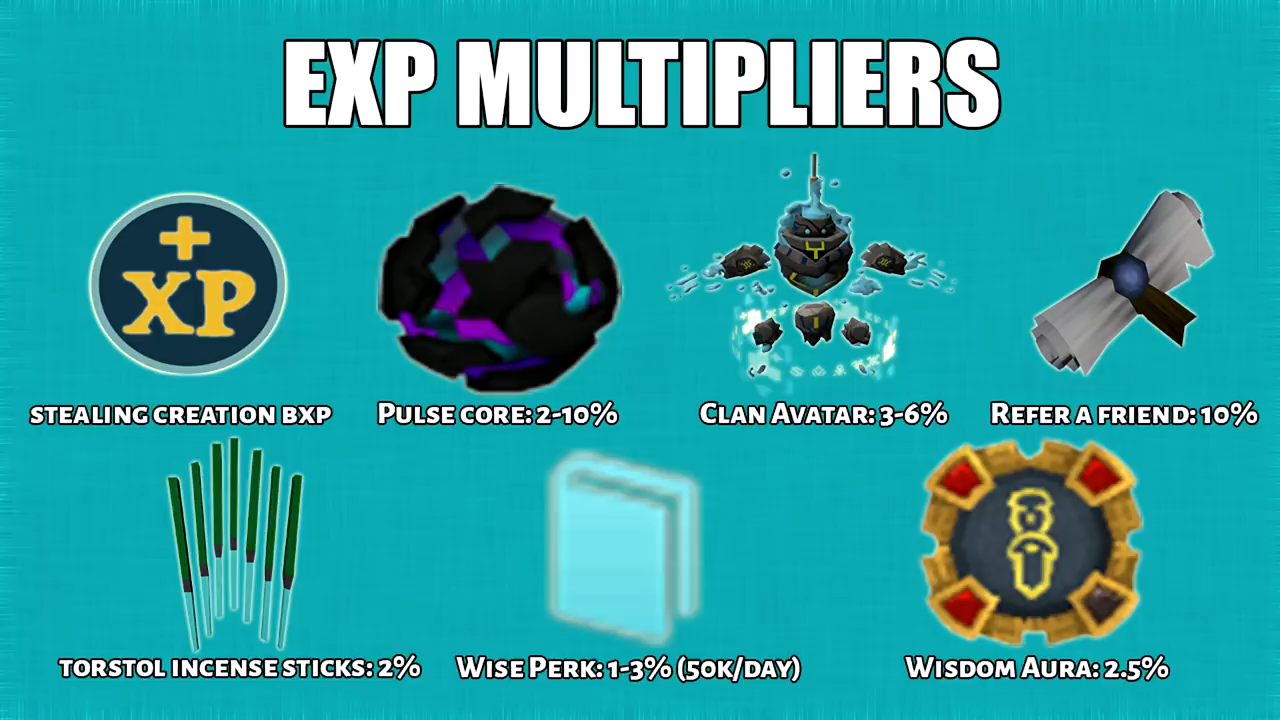 EXP MULTIPLIERS
+
XP
STEALING CREATION BXP
PULSE CORE: 2-10%
CLAN AVATAR: 3-6%
REFER A FRIEND: 10%
TORSTOL INCENSE STICKS: 2%
WISE PERK: 1-3% (50K/DAY)
WISDOM AURA: 2.5%